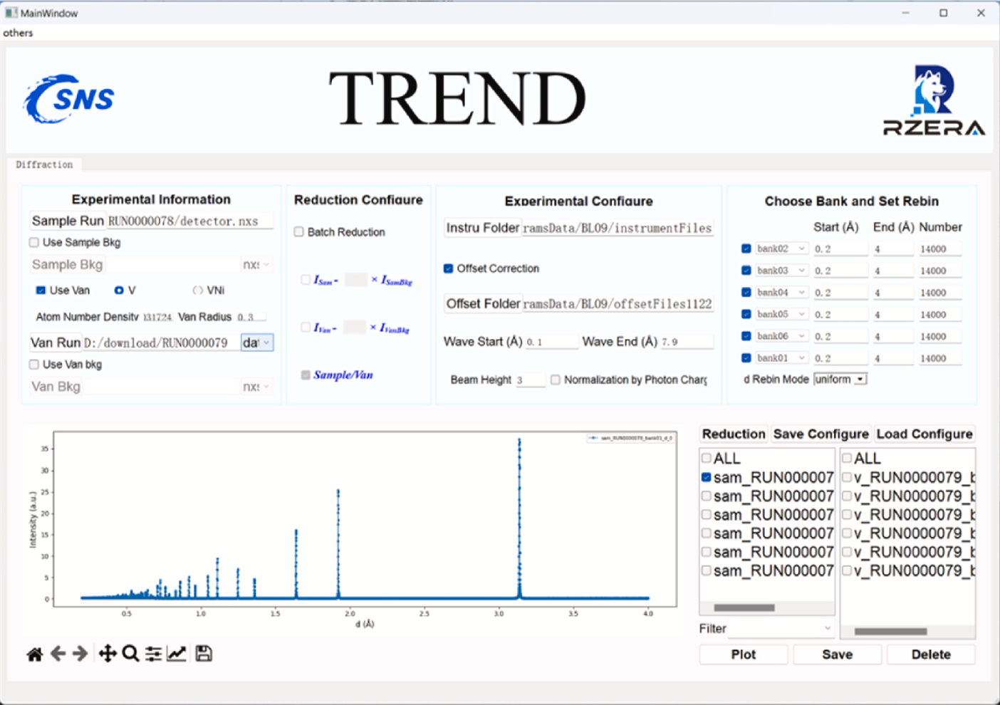 MainWindow
others
SNS
TREND
RZERA
Diffraction
Experimental Information
Sample Run RUN0000078/detector.nxs
Use Sample Bkg
Sample Bkg nxs
Use Van V VNi
Atom Number Density 031724 Van Radius 0.3
Van Run D:/download/RUN0000079 dat
Use Van bkg
Van Bkg nxs
Reduction Configure
Batch Reduction
I Sam - × I SamBkg
I Van - × I VanBkg
Sample/Van
Experimental Configure
Instru Folder ramsData/BL09/instrumentFiles
Offset Correction
Offset Folder ramsData/BL09/offsetFiles1122
Wave Start (Å) 0.1 Wave End (Å) 7.9
Beam Height 3 Normalization by Photon Charg
Choose Bank and Set Rebin
Start (Å) End (Å) Number
bank02 0.2 4 14000
bank03 0.2 4 14000
bank04 0.2 4 14000
bank05 0.2 4 14000
bank06 0.2 4 14000
bank01 0.2 4 14000
d Rebin Mode uniform
sam_RUN0000078_bank01_d_0
Intensity (a.u.)
35
30
25
20
15
10
5
0
0.5 1.0 1.5 2.0 2.5 3.0 3.5 4.0
d (Å)
Reduction Save Configure Load Configure
ALL
sam_RUN000007
sam_RUN000007
sam_RUN000007
sam_RUN000007
sam_RUN000007
sam_RUN000007
ALL
v_RUN0000079_b
v_RUN0000079_b
v_RUN0000079_b
v_RUN0000079_b
v_RUN0000079_b
v_RUN0000079_b
Filter
Plot Save Delete